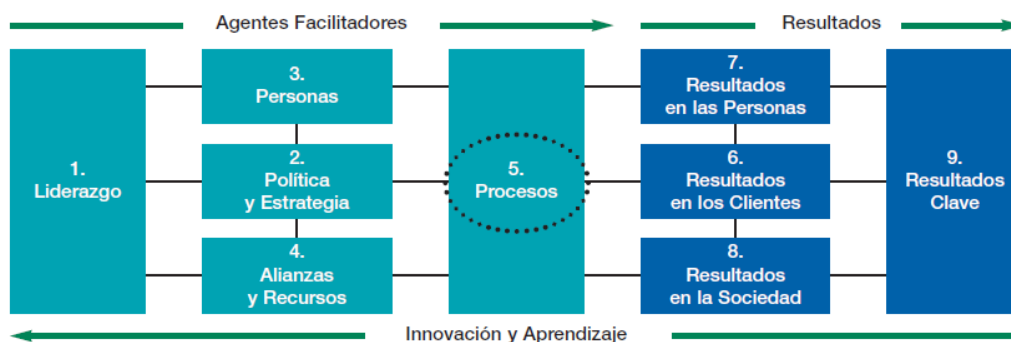 Agentes Facilitadores
Resultados
1.
Liderazgo
3.
Personas
2.
Política
y Estrategia
4.
Alianzas
y Recursos
5.
Procesos
7.
Resultados
en las Personas
6.
Resultados
en los Clientes
8.
Resultados
en la Sociedad
9.
Resultados
Clave
Innovación y Aprendizaje